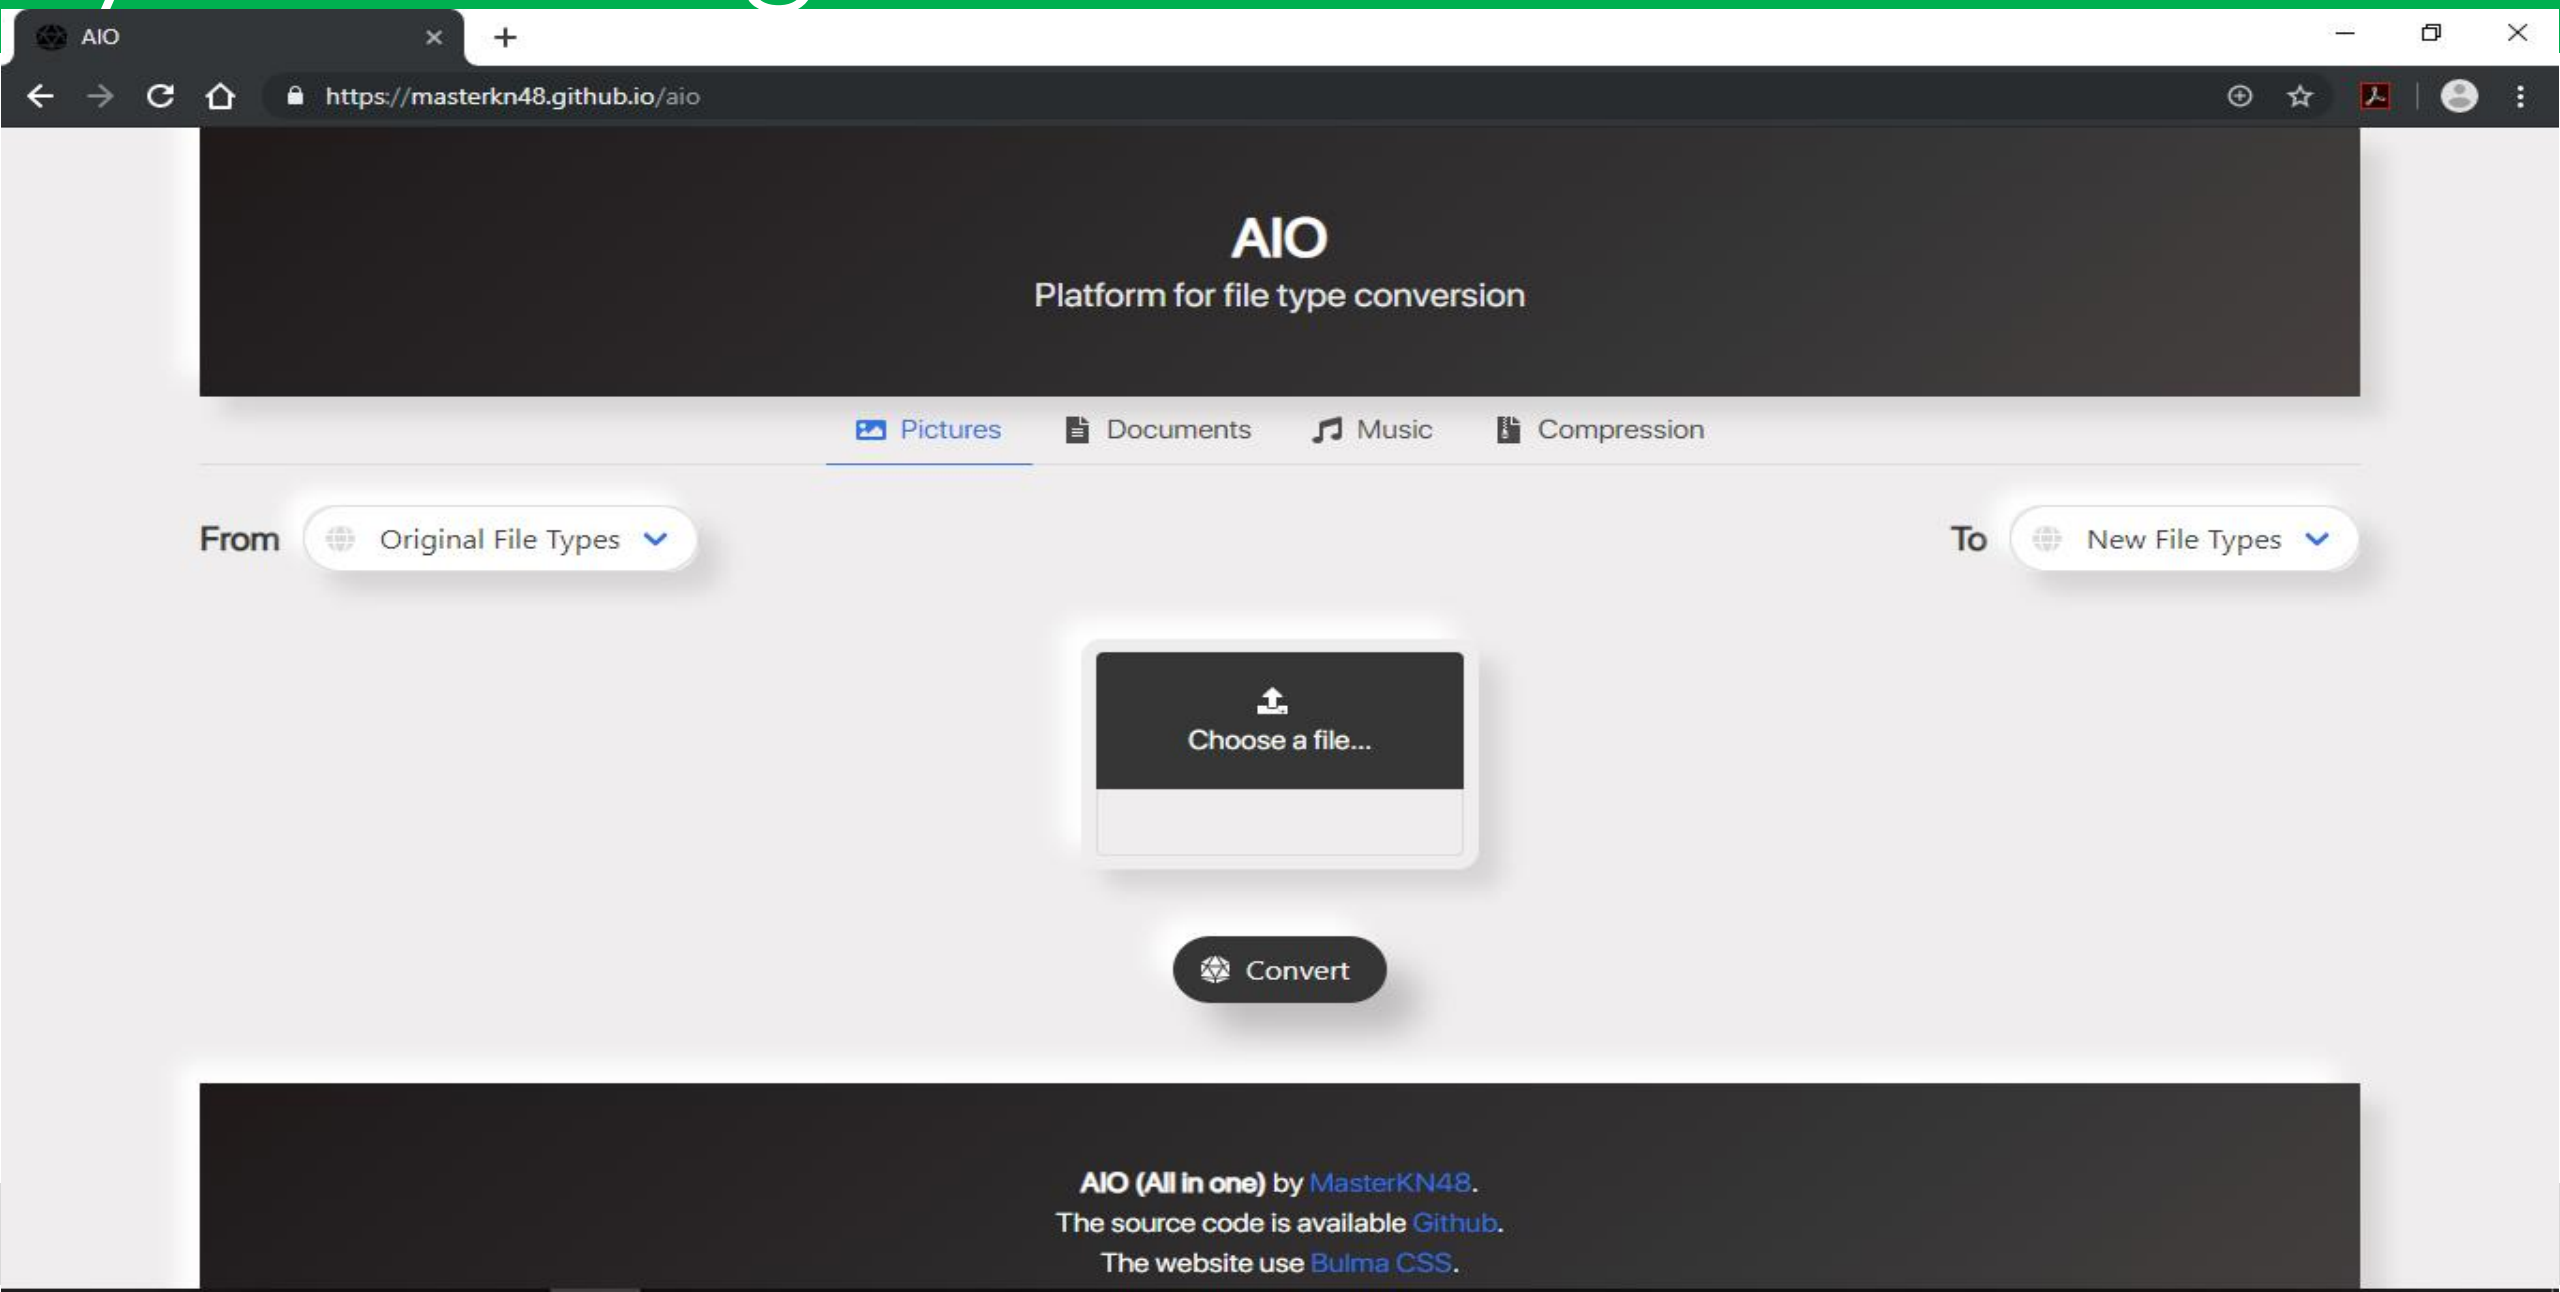 AIO
https://masterkn48.github.io/aio
AIO
Platform for file type conversion
Pictures Documents Music Compression
From Original File Types To New File Types
Choose a file...
Convert
AIO (All in one) by MasterKN48.
The source code is available Github.
The website use Bulma CSS.